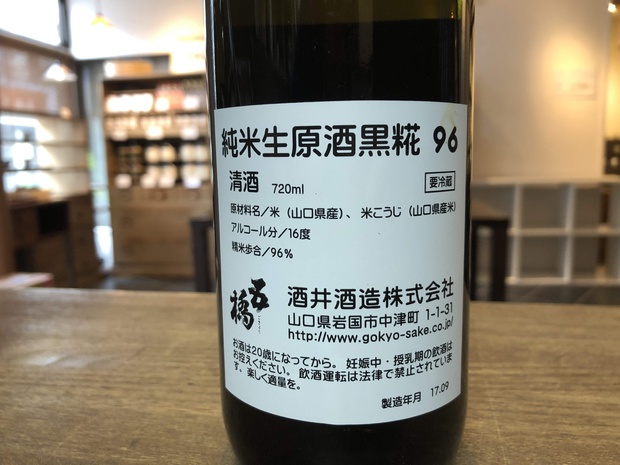 純米生原酒黒糀 96
清酒 720ml 要冷蔵
原材料名／米（山口県産）、米こうじ（山口県産米）
アルコール分／16度
精米歩合／96%
五橋
酒井酒造株式会社
山口県岩国市中津町 1-1-31
http://www.gokyo-sake.co.jp/
お酒は20歳になってから。妊娠中・授乳期の飲酒は
お控えください。飲酒運転は法律で禁止されていま
す。楽しく適量を。
製造年月 17.09